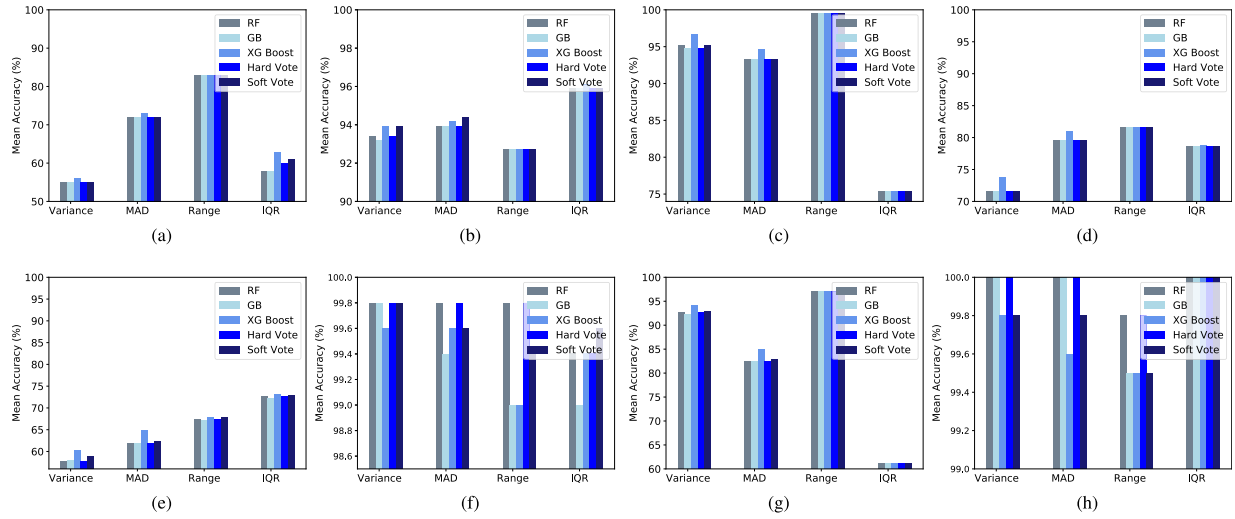 100
90
80
70
60
50
Mean Accuracy (%)
Variance MAD Range IQR
RF
GB
XG Boost
Hard Vote
Soft Vote
(a)
100
98
96
94
92
90
Mean Accuracy (%)
Variance MAD Range IQR
RF
GB
XG Boost
Hard Vote
Soft Vote
(b)
100
95
90
85
80
75
Mean Accuracy (%)
Variance MAD Range IQR
RF
GB
XG Boost
Hard Vote
Soft Vote
(c)
100
95
90
85
80
75
70
Mean Accuracy (%)
Variance MAD Range IQR
RF
GB
XG Boost
Hard Vote
Soft Vote
(d)
100
95
90
85
80
75
70
65
60
Mean Accuracy (%)
Variance MAD Range IQR
RF
GB
XG Boost
Hard Vote
Soft Vote
(e)
100.0
99.8
99.6
99.4
99.2
99.0
98.8
98.6
Mean Accuracy (%)
Variance MAD Range IQR
RF
GB
XG Boost
Hard Vote
Soft Vote
(f)
100
95
90
85
80
75
70
65
60
Mean Accuracy (%)
Variance MAD Range IQR
RF
GB
XG Boost
Hard Vote
Soft Vote
(g)
100.0
99.8
99.6
99.4
99.2
99.0
Mean Accuracy (%)
Variance MAD Range IQR
RF
GB
XG Boost
Hard Vote
Soft Vote
(h)